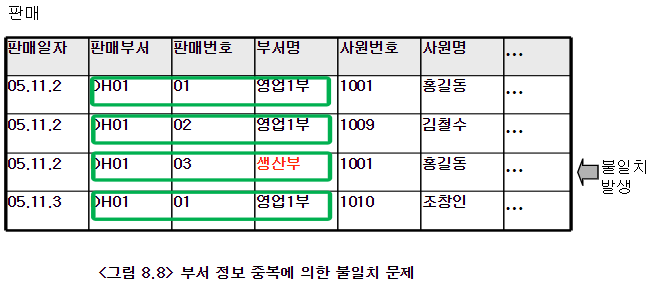 판매
판매일자 판매부서 판매번호 부서명 사원번호 사원명 ...
05.11.2 DH01 01 영업1부 1001 홍길동 ...
05.11.2 DH01 02 영업1부 1009 김철수 ...
05.11.2 DH01 03 생산부 1001 홍길동 ...
05.11.3 DH01 01 영업1부 1010 조창인 ...
불일치
발생
<그림 8.8> 부서 정보 중복에 의한 불일치 문제